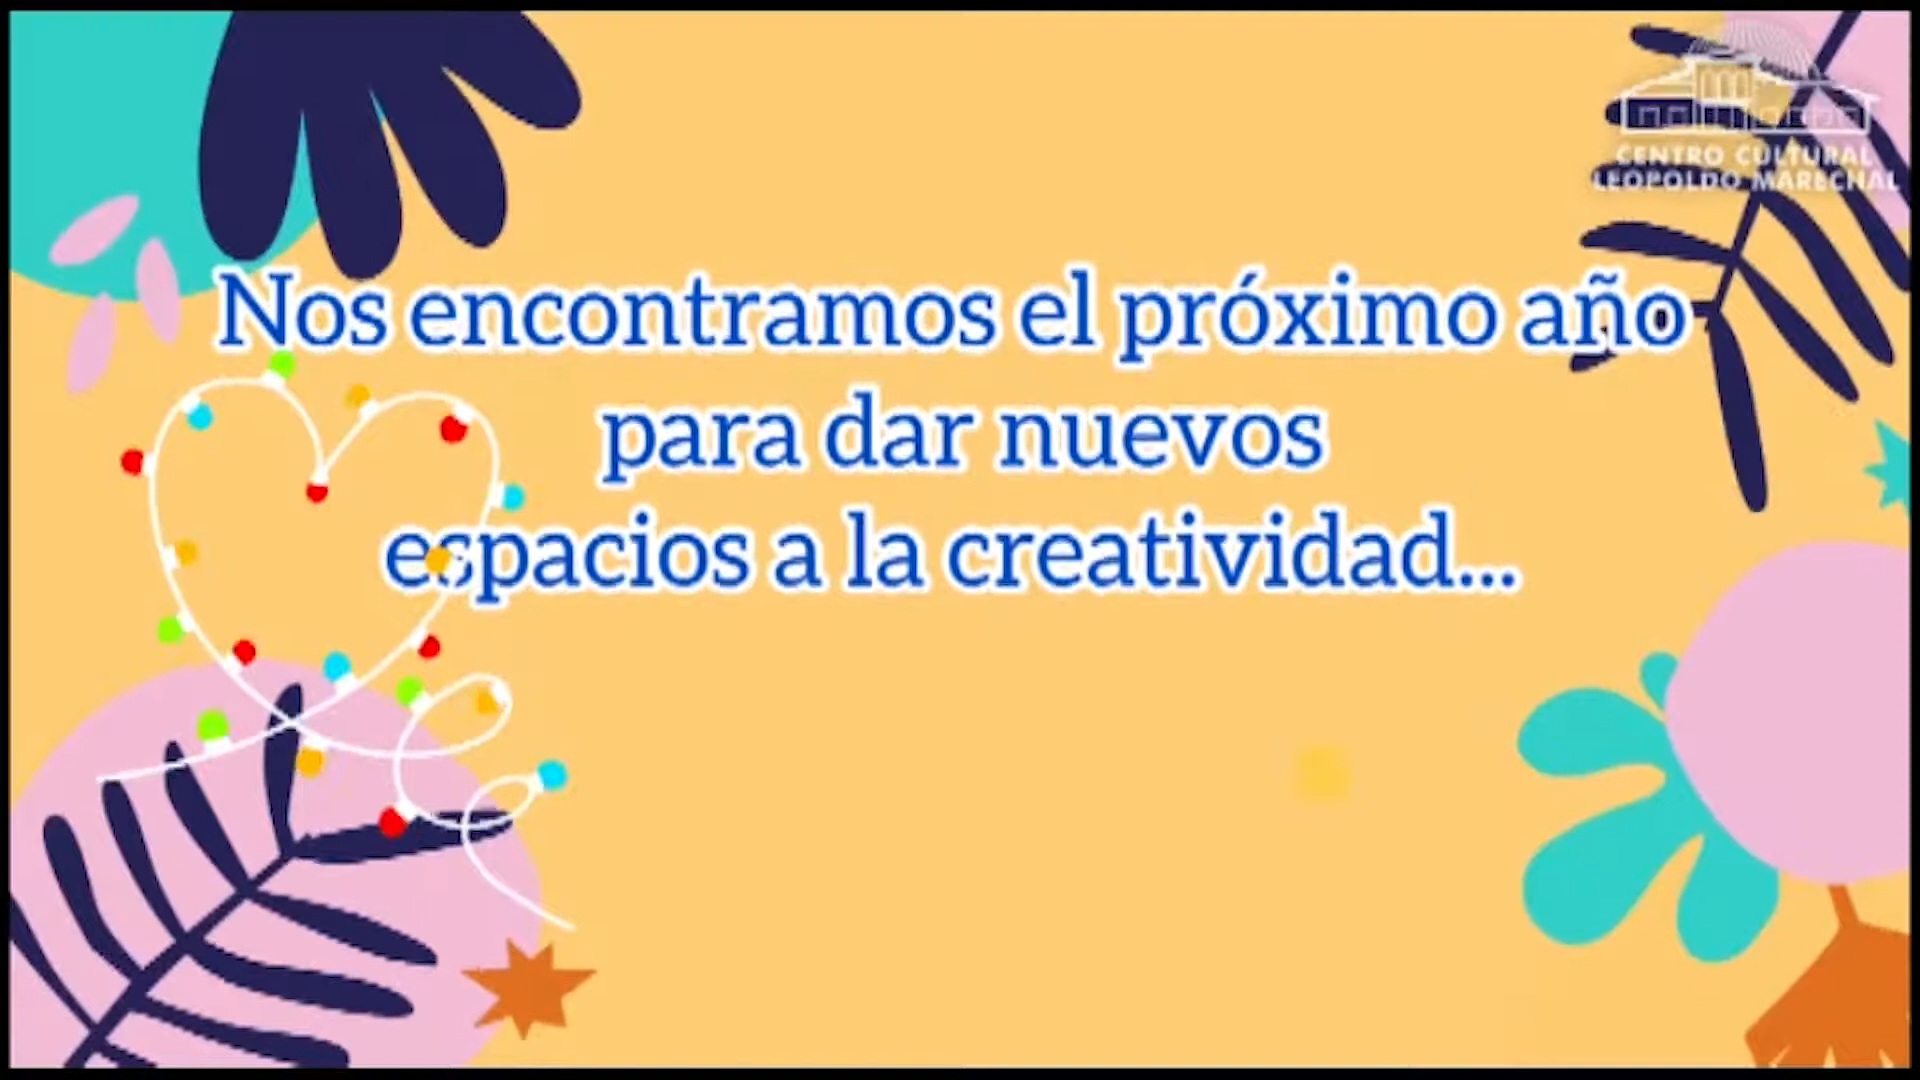 CENTRO CULTURAL
LEOPOLDO MARECHAL
Nos encontramos el próximo año
para dar nuevos
espacios a la creatividad...